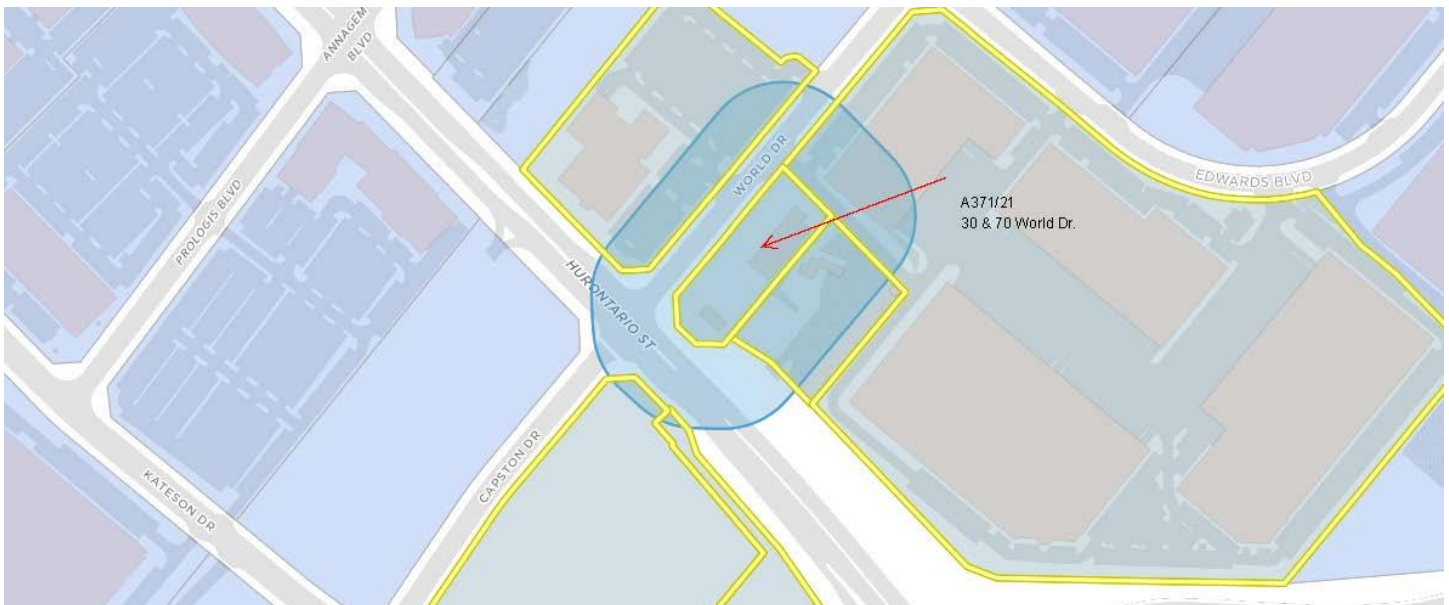 ANNAGEM
BLVD
PROLOGIS BLVD
WORLD DR
EDWARDS BLVD
A371/21
30 & 70 World Dr.
HURONTARIO ST
CAPSTON DR
KATESON DR